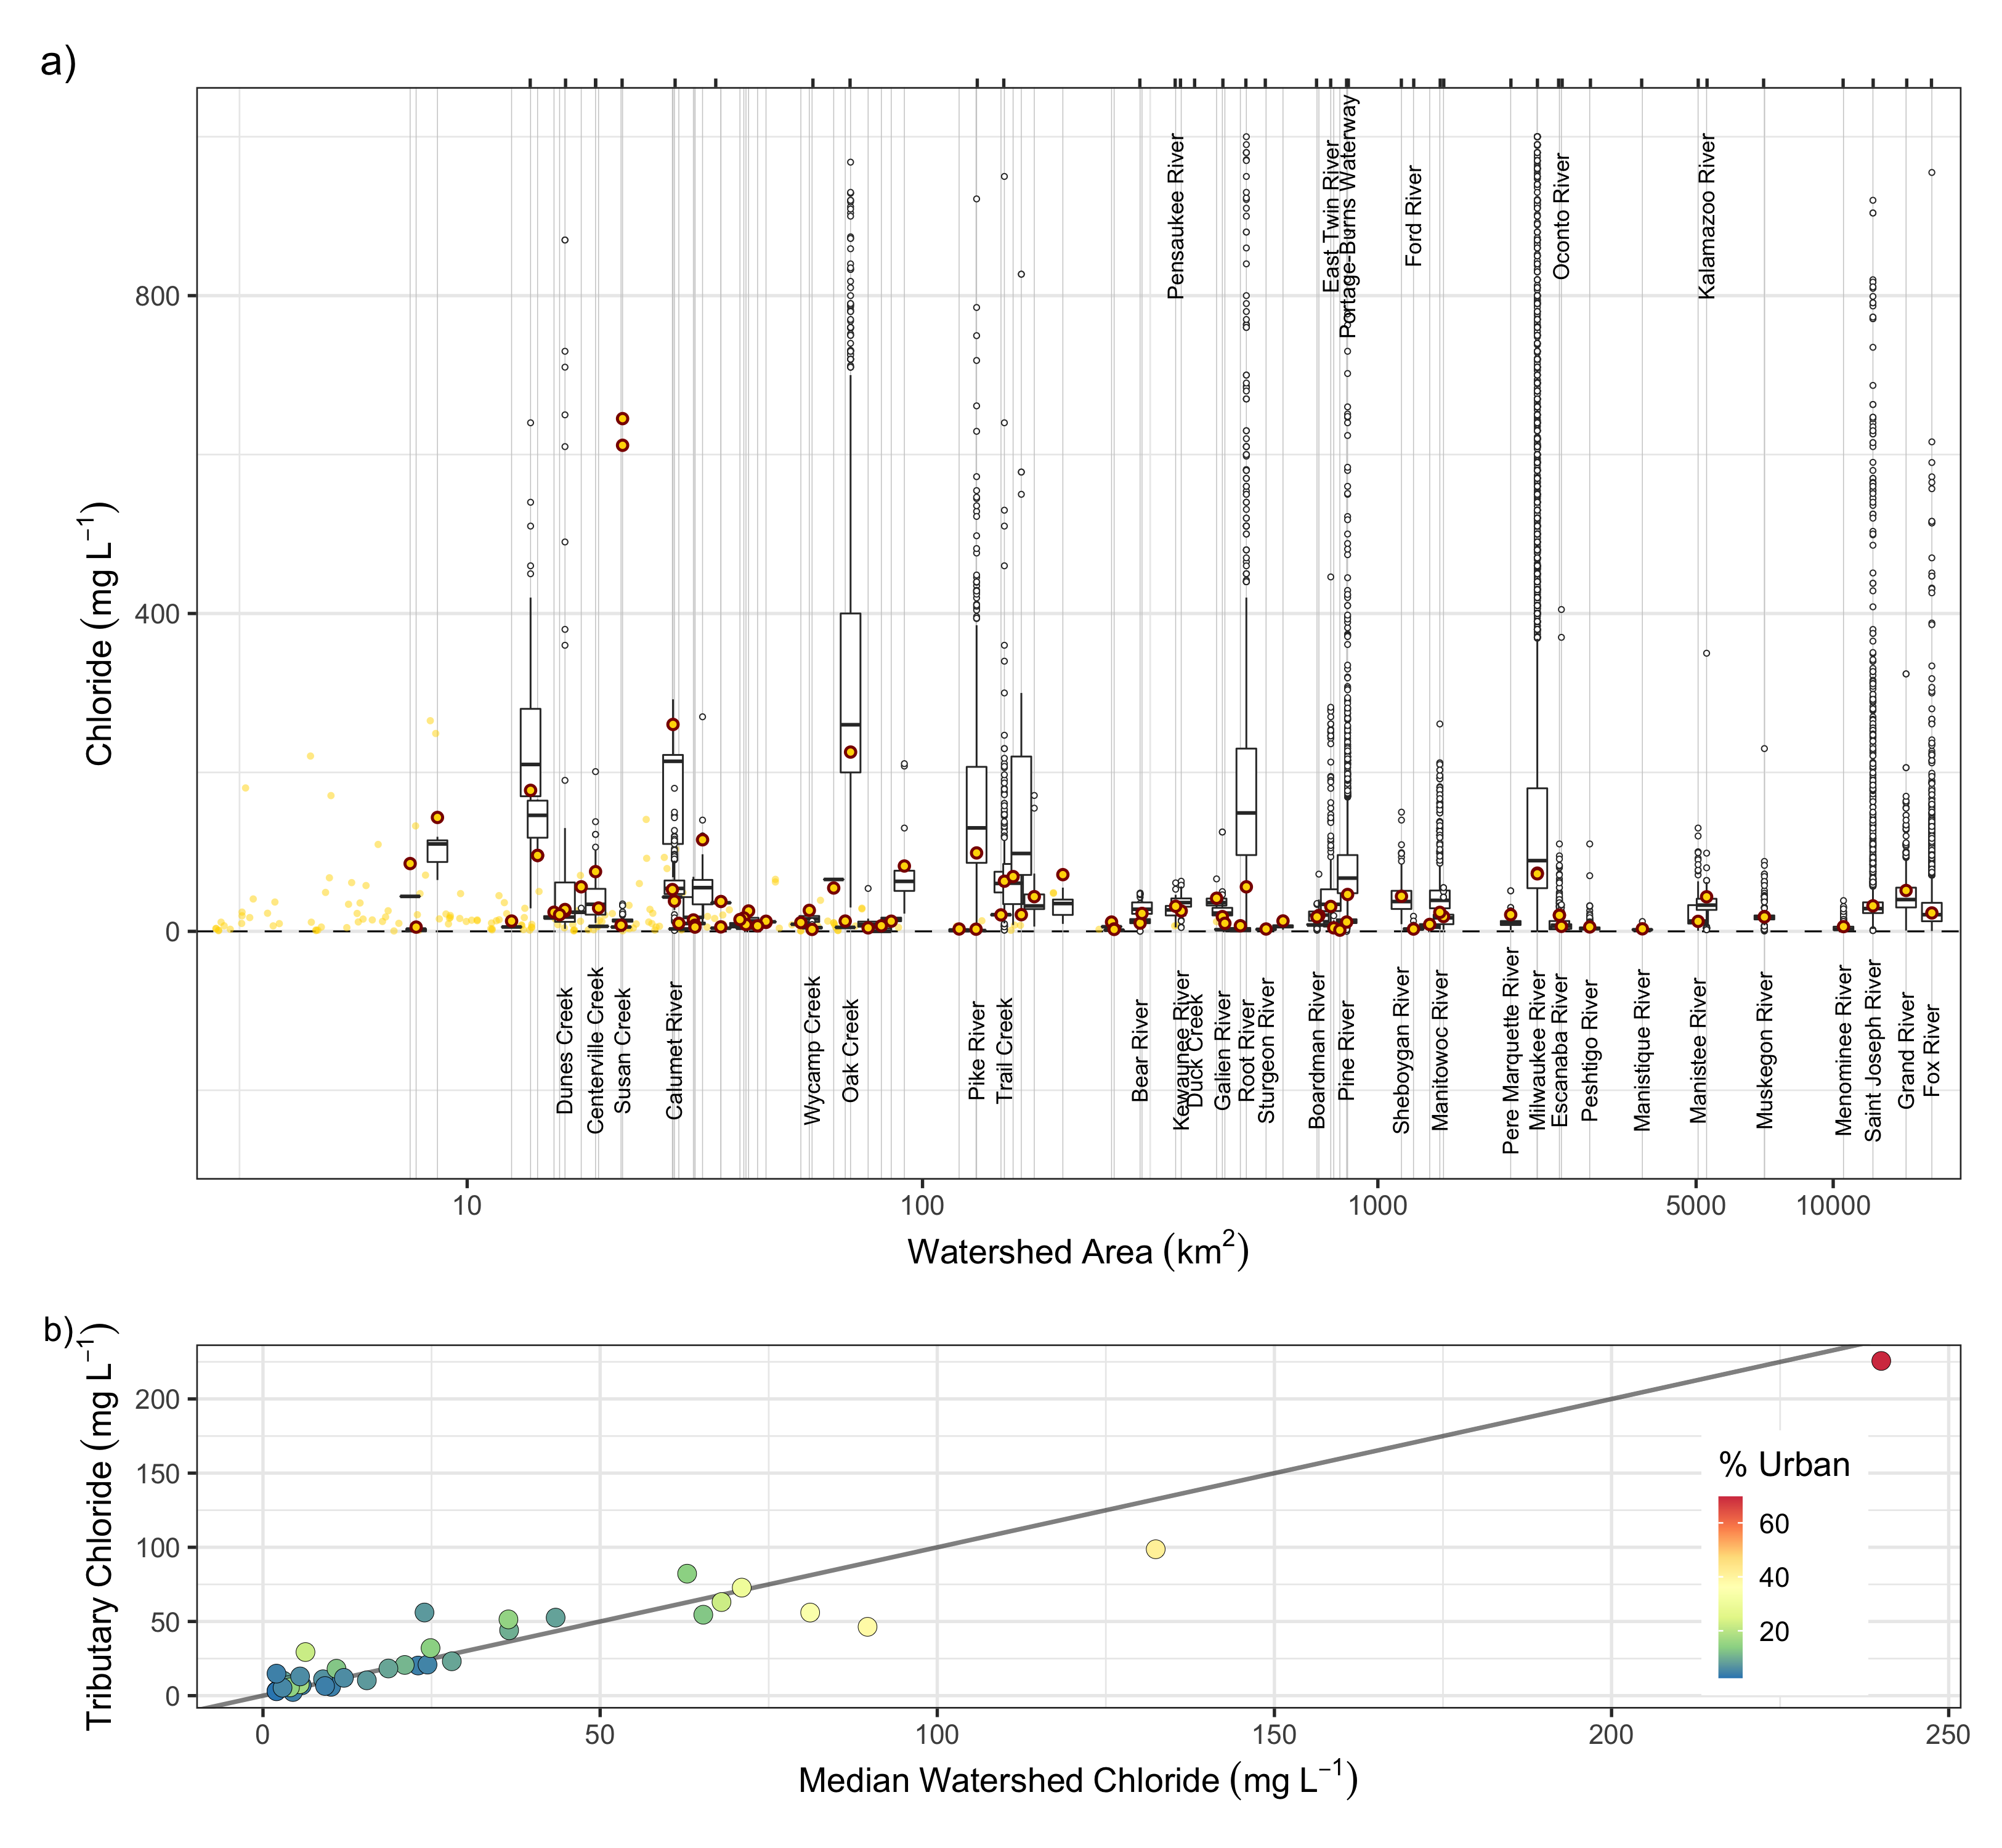 a)
Pensaukee River
East Twin River
Portage-Burns Waterway
Ford River
Oconto River
Kalamazoo River
800
400
0
Chloride (mg L⁻¹)
Dunes Creek
Centerville Creek
Susan Creek
Calumet River
Wycamp Creek
Oak Creek
Pike River
Trail Creek
Bear River
Kewaunee River
Duck Creek
Galien River
Root River
Sturgeon River
Boardman River
Pine River
Sheboygan River
Manitowoc River
Pere Marquette River
Milwaukee River
Escanaba River
Peshtigo River
Manistique River
Manistee River
Muskegon River
Menominee River
Saint Joseph River
Grand River
Fox River
10 100 1000 5000 10000
Watershed Area (km²)
b)
Tributary Chloride (mg L⁻¹)
200
150
100
50
0
% Urban
60
40
20
0 50 100 150 200 250
Median Watershed Chloride (mg L⁻¹)